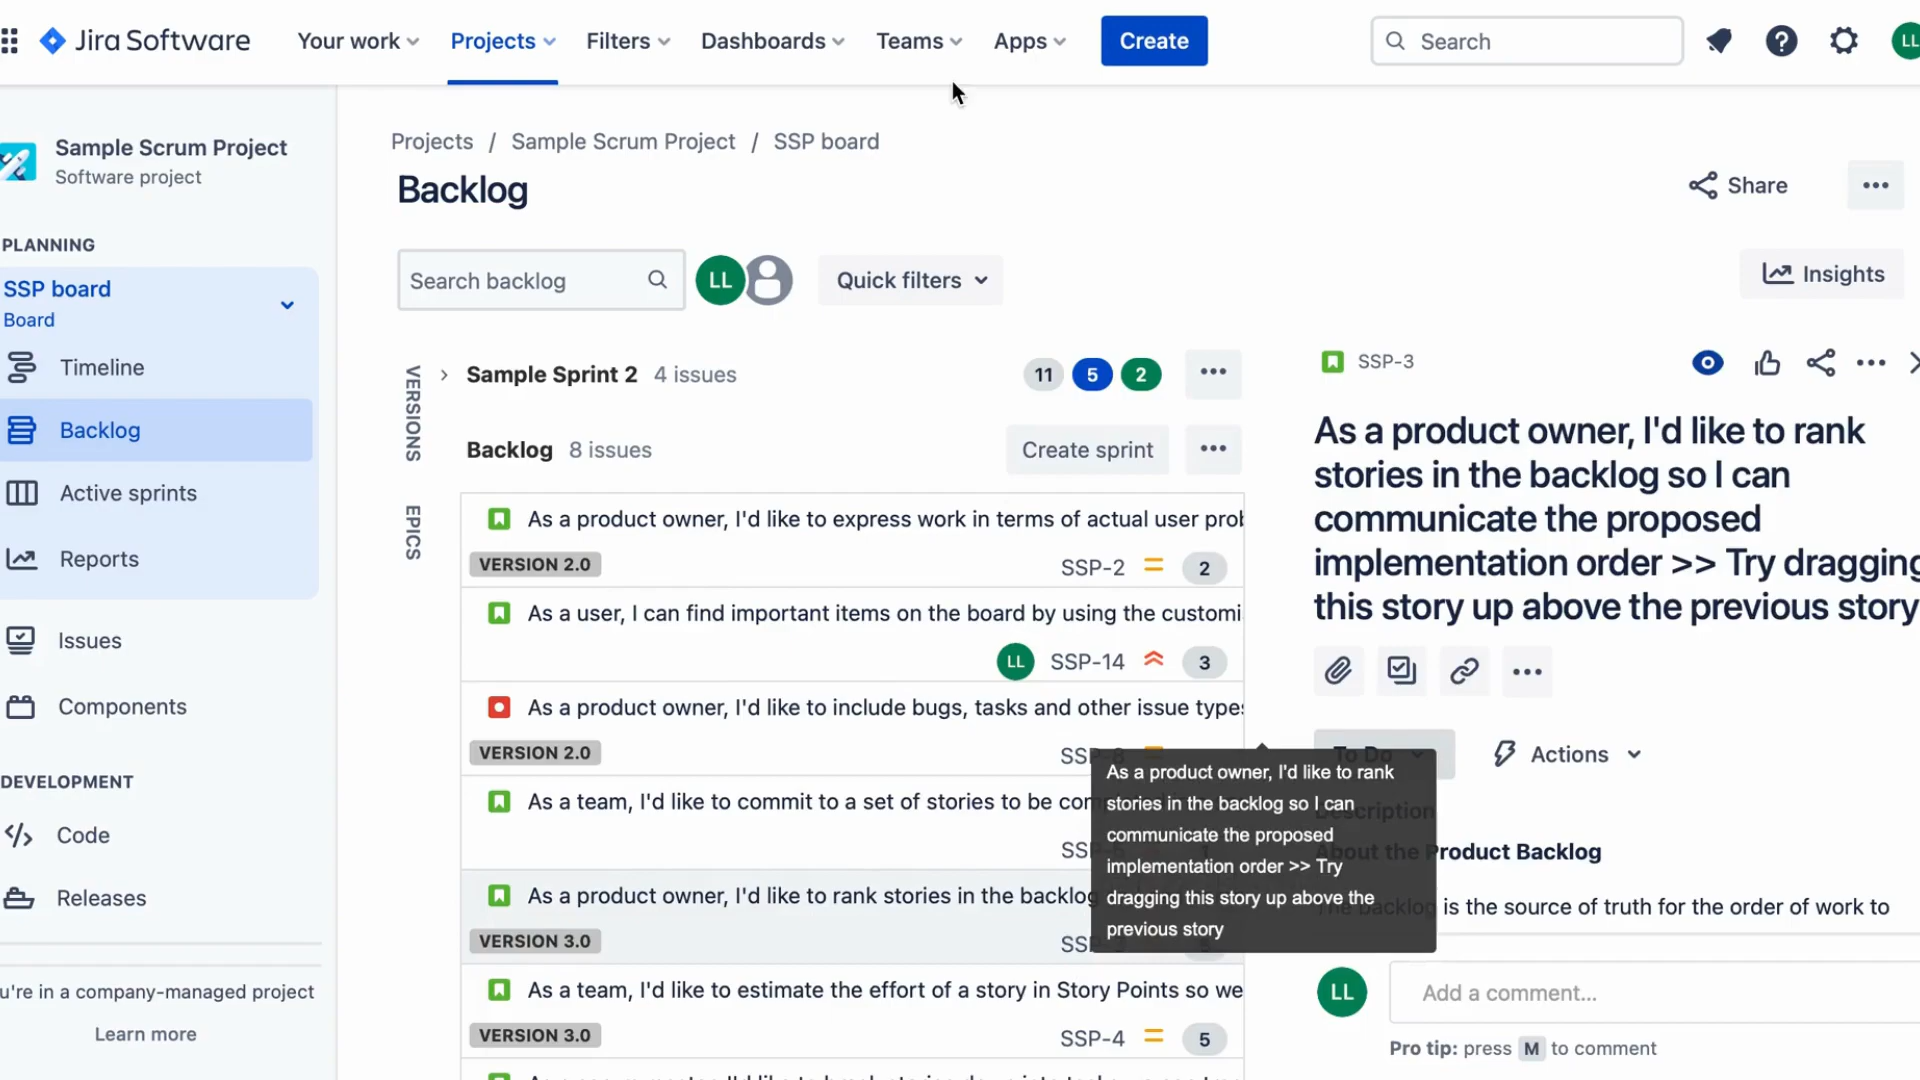 Jira Software
Your work
Projects
Filters
Dashboards
Teams
Apps
Create
Search
LL
Sample Scrum Project
Software project
PLANNING
SSP board
Board
Timeline
Backlog
Active sprints
Reports
Issues
Components
DEVELOPMENT
Code
Releases
u're in a company-managed project
Learn more
Projects / Sample Scrum Project / SSP board
Backlog
Share
Search backlog
LL
Quick filters
Insights
VERSIONS
EPICS
Sample Sprint 2 4 issues
11 5 2
Backlog 8 issues
Create sprint
As a product owner, I'd like to express work in terms of actual user prob
VERSION 2.0
SSP-2
2
As a user, I can find important items on the board by using the customi
LL SSP-14
3
As a product owner, I'd like to include bugs, tasks and other issue types
VERSION 2.0
SSP-8
As a team, I'd like to commit to a set of stories to be com
SSP
As a product owner, I'd like to rank stories in the backlog
VERSION 3.0
SSP
As a team, I'd like to estimate the effort of a story in Story Points so we
VERSION 3.0
SSP-4
5
SSP-3
As a product owner, I'd like to rank
stories in the backlog so I can
communicate the proposed
implementation order >> Try dragging
this story up above the previous story
To Do
Actions
Description
About the Product Backlog
The backlog is the source of truth for the order of work to
As a product owner, I'd like to rank
stories in the backlog so I can
communicate the proposed
implementation order >> Try
dragging this story up above the
previous story
LL
Add a comment...
Pro tip: press M to comment